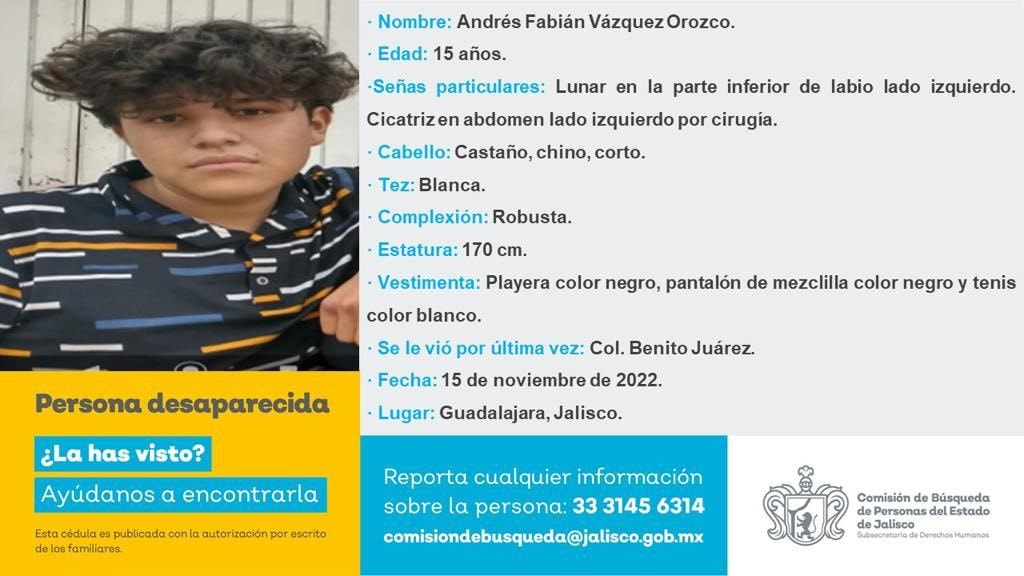 · Nombre: Andrés Fabián Vázquez Orozco.
· Edad: 15 años.
·Señas particulares: Lunar en la parte inferior de labio lado izquierdo.
Cicatriz en abdomen lado izquierdo por cirugía.
· Cabello: Castaño, chino, corto.
· Tez: Blanca.
· Complexión: Robusta.
· Estatura: 170 cm.
· Vestimenta: Playera color negro, pantalón de mezclilla color negro y tenis
color blanco.
· Se le vió por última vez: Col. Benito Juárez.
· Fecha: 15 de noviembre de 2022.
· Lugar: Guadalajara, Jalisco.
Persona desaparecida
¿La has visto?
Ayúdanos a encontrarla
Esta cédula es publicada con la autorización por escrito
de los familiares.
Reporta cualquier información
sobre la persona: 33 3145 6314
comisiondebusqueda@jalisco.gob.mx
Comisión de Búsqueda
de Personas del Estado
de Jalisco
Subsecretaría de Derechos Humanos